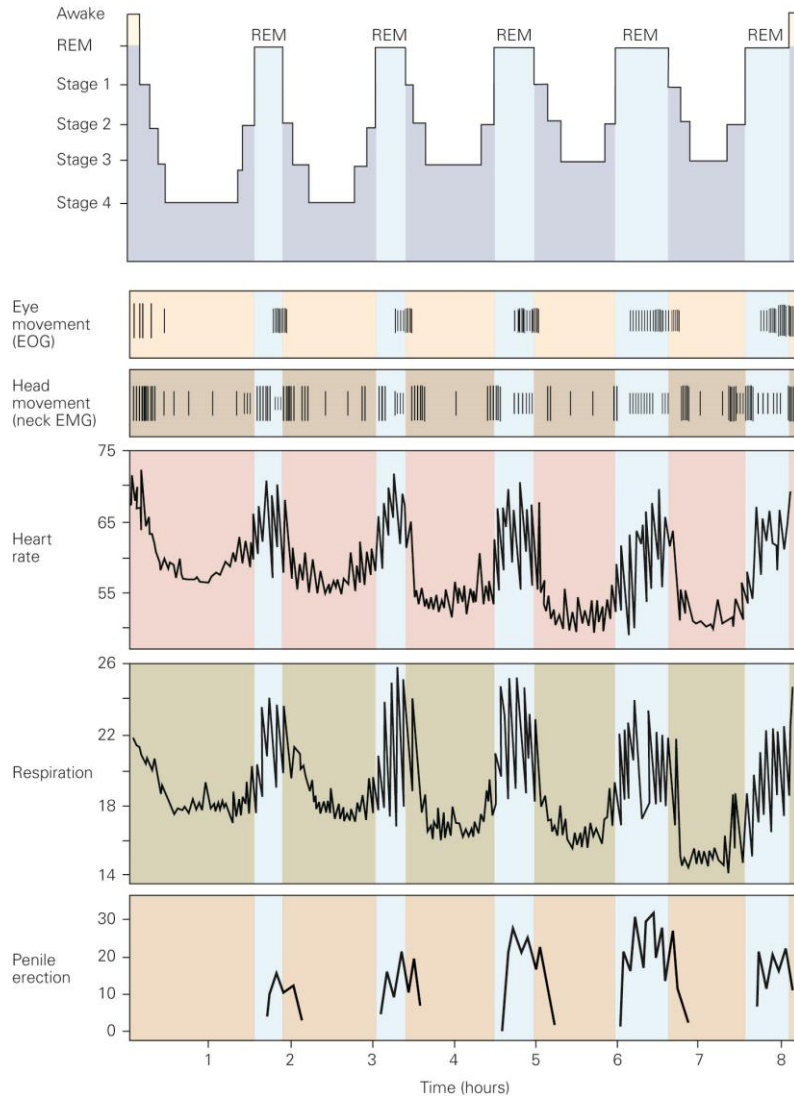 Awake
REM
REM REM REM REM REM
Stage 1
Stage 2
Stage 3
Stage 4
Eye
movement
(EOG)
Head
movement
(neck EMG)
75
65
55
Heart
rate
26
22
18
14
Respiration
30
20
10
0
Penile
erection
1 2 3 4 5 6 7 8
Time (hours)